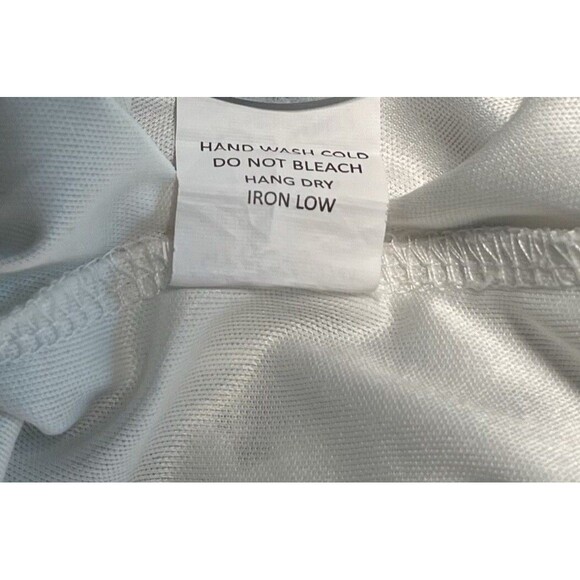 HAND WASH COLD
DO NOT BLEACH
HANG DRY
IRON LOW